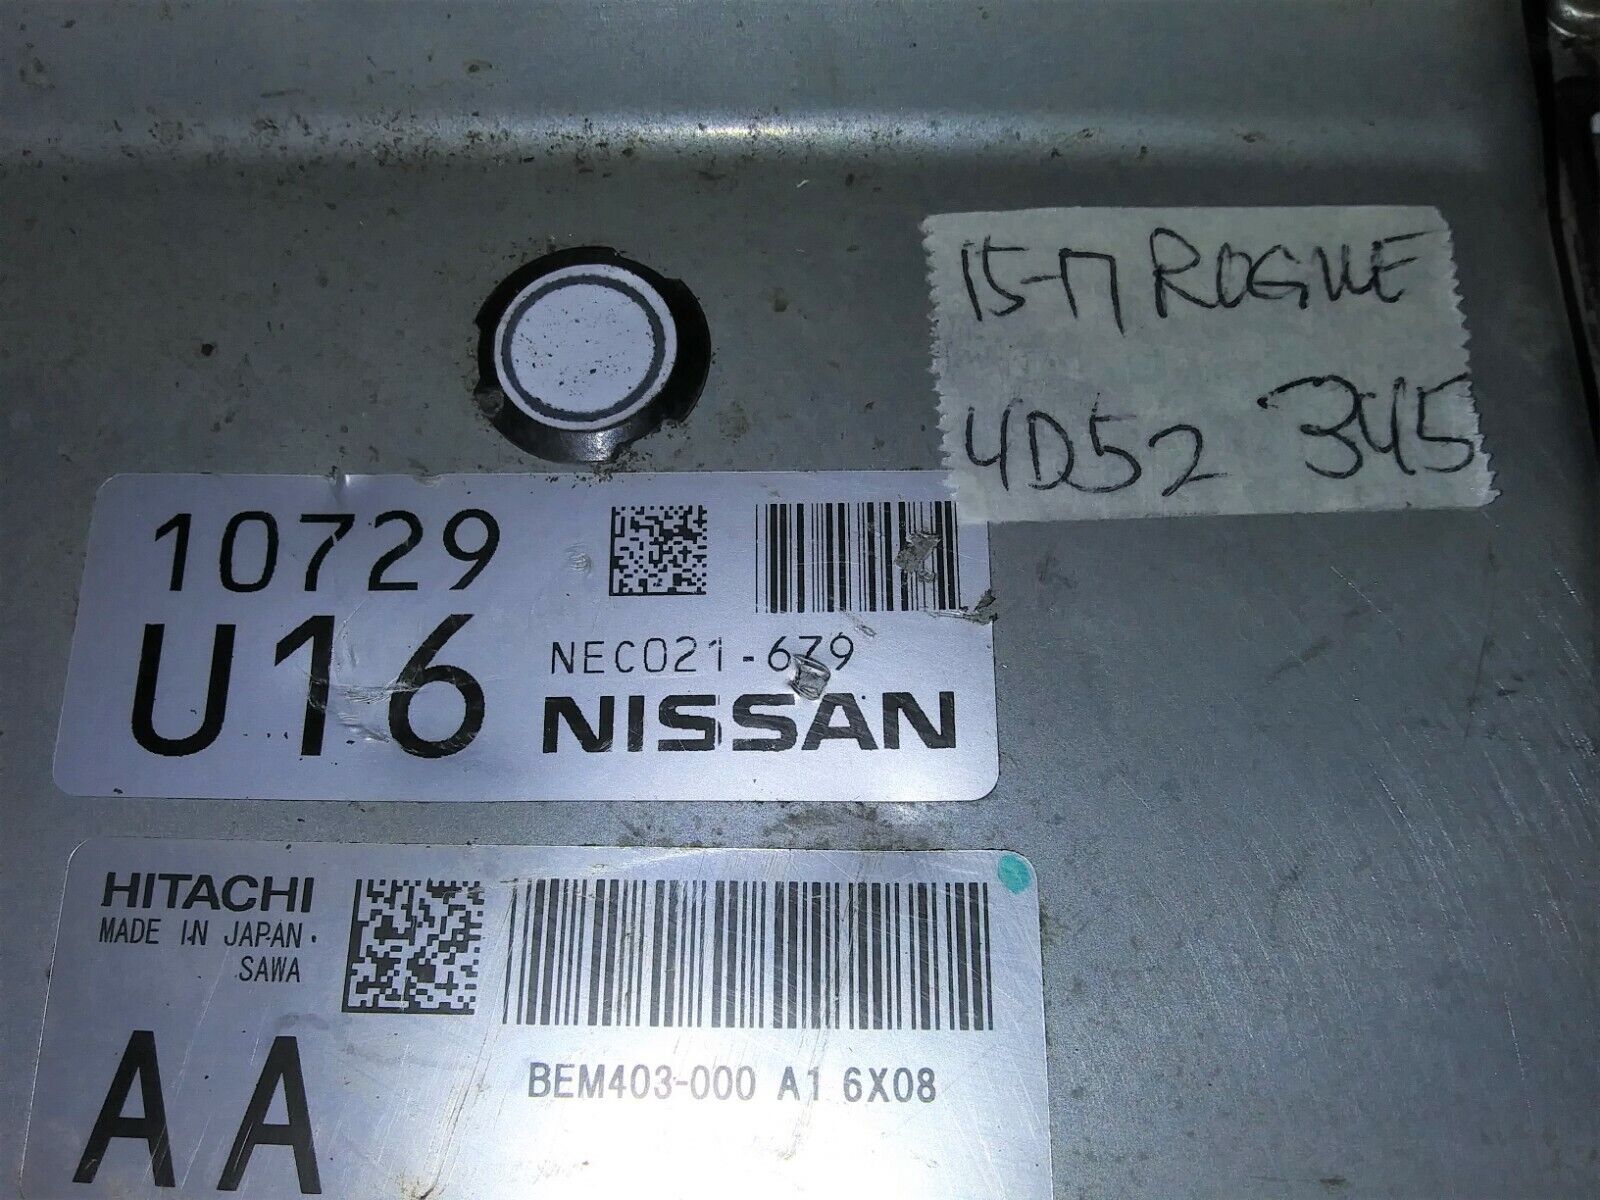 15-17 ROGUE
4D52 345
10729
U16
NEC021-679
NISSAN
HITACHI
MADE IN JAPAN
SAWA
AA
BEM403-000 A1 6X08